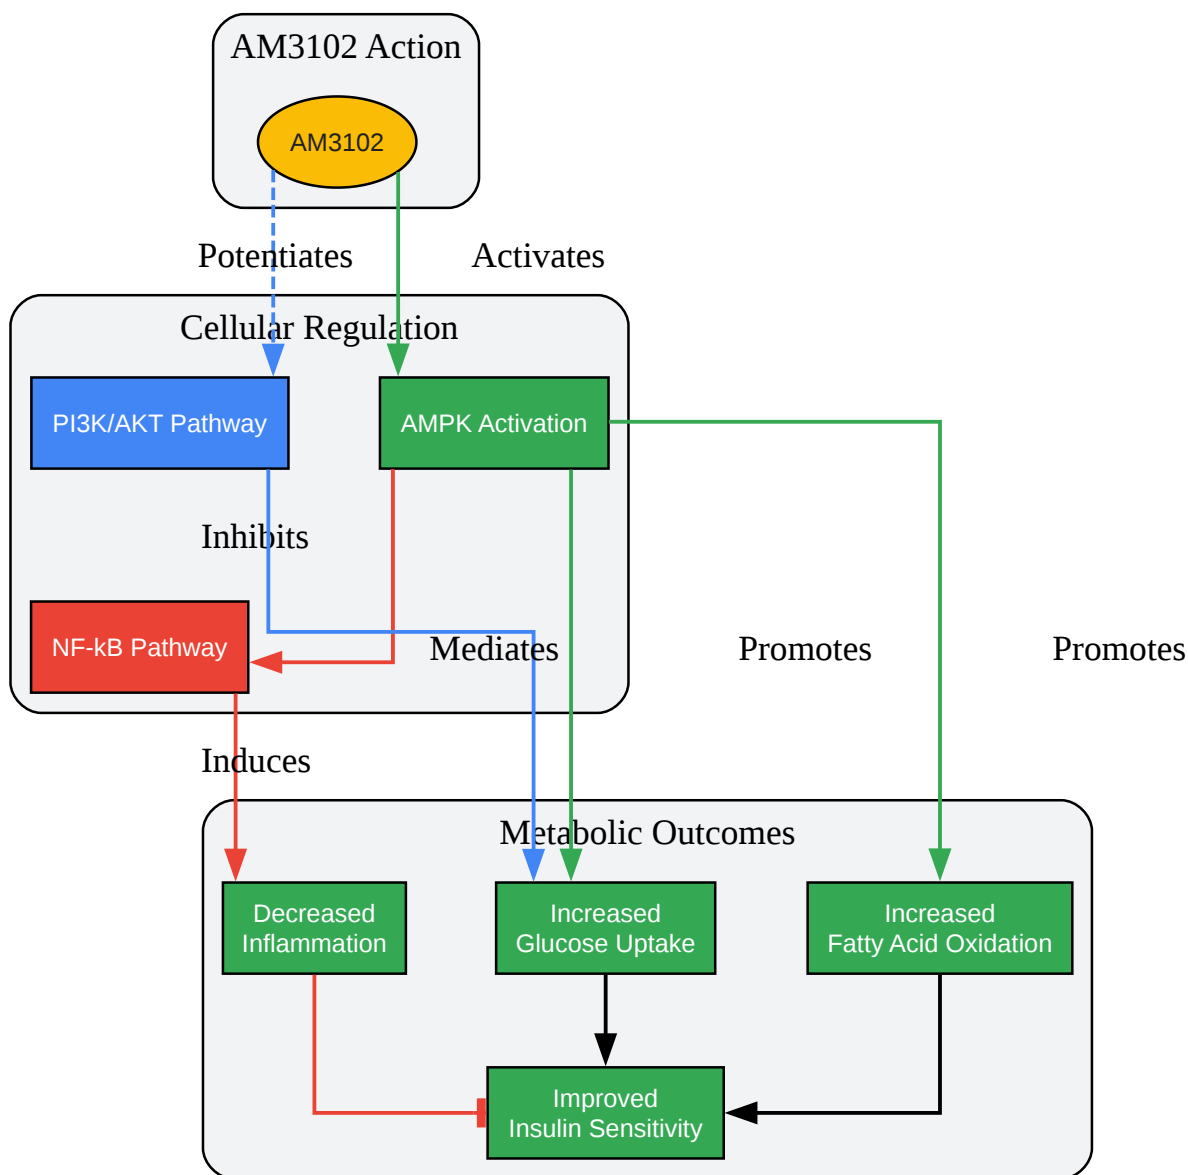 AM3102 Action
AM3102
Potentiates
Activates
Cellular Regulation
PI3K/AKT Pathway
AMPK Activation
Inhibits
NF-kB Pathway
Mediates
Promotes
Promotes
Induces
Metabolic Outcomes
Decreased
Inflammation
Increased
Glucose Uptake
Increased
Fatty Acid Oxidation
Improved
Insulin Sensitivity